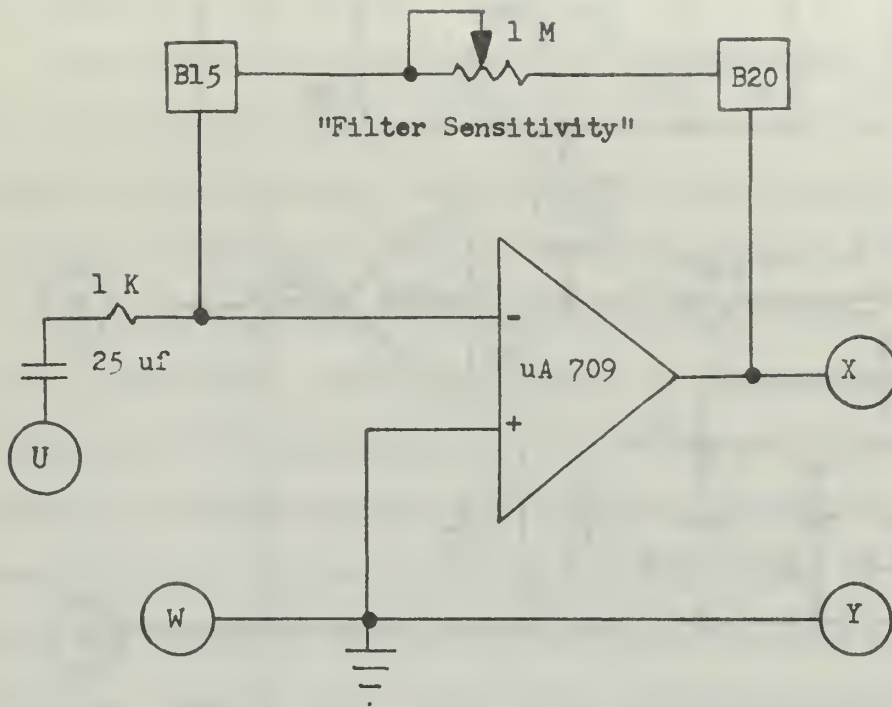 1 M
B15
B20
"Filter Sensitivity"
1 K
25 uf
-
uA 709
X
+
U
W
Y